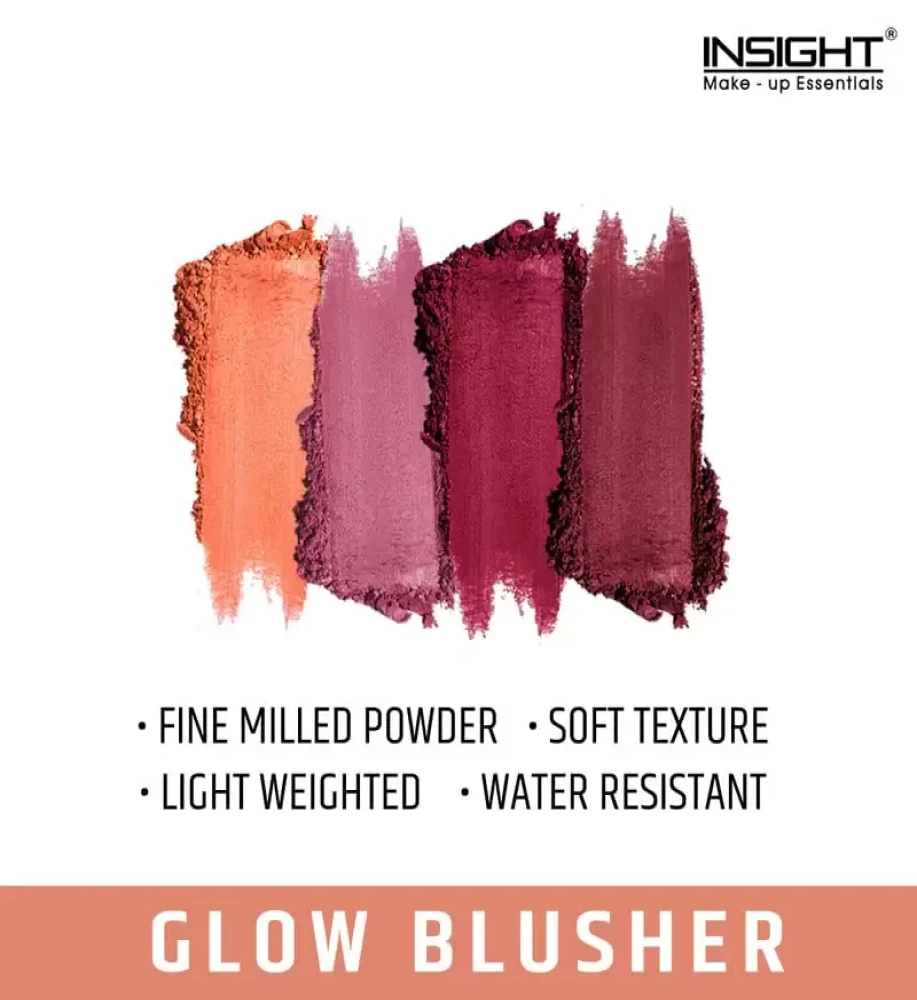 INSIGHT®
Make - up Essentials
• FINE MILLED POWDER • SOFT TEXTURE
• LIGHT WEIGHTED • WATER RESISTANT
GLOW BLUSHER